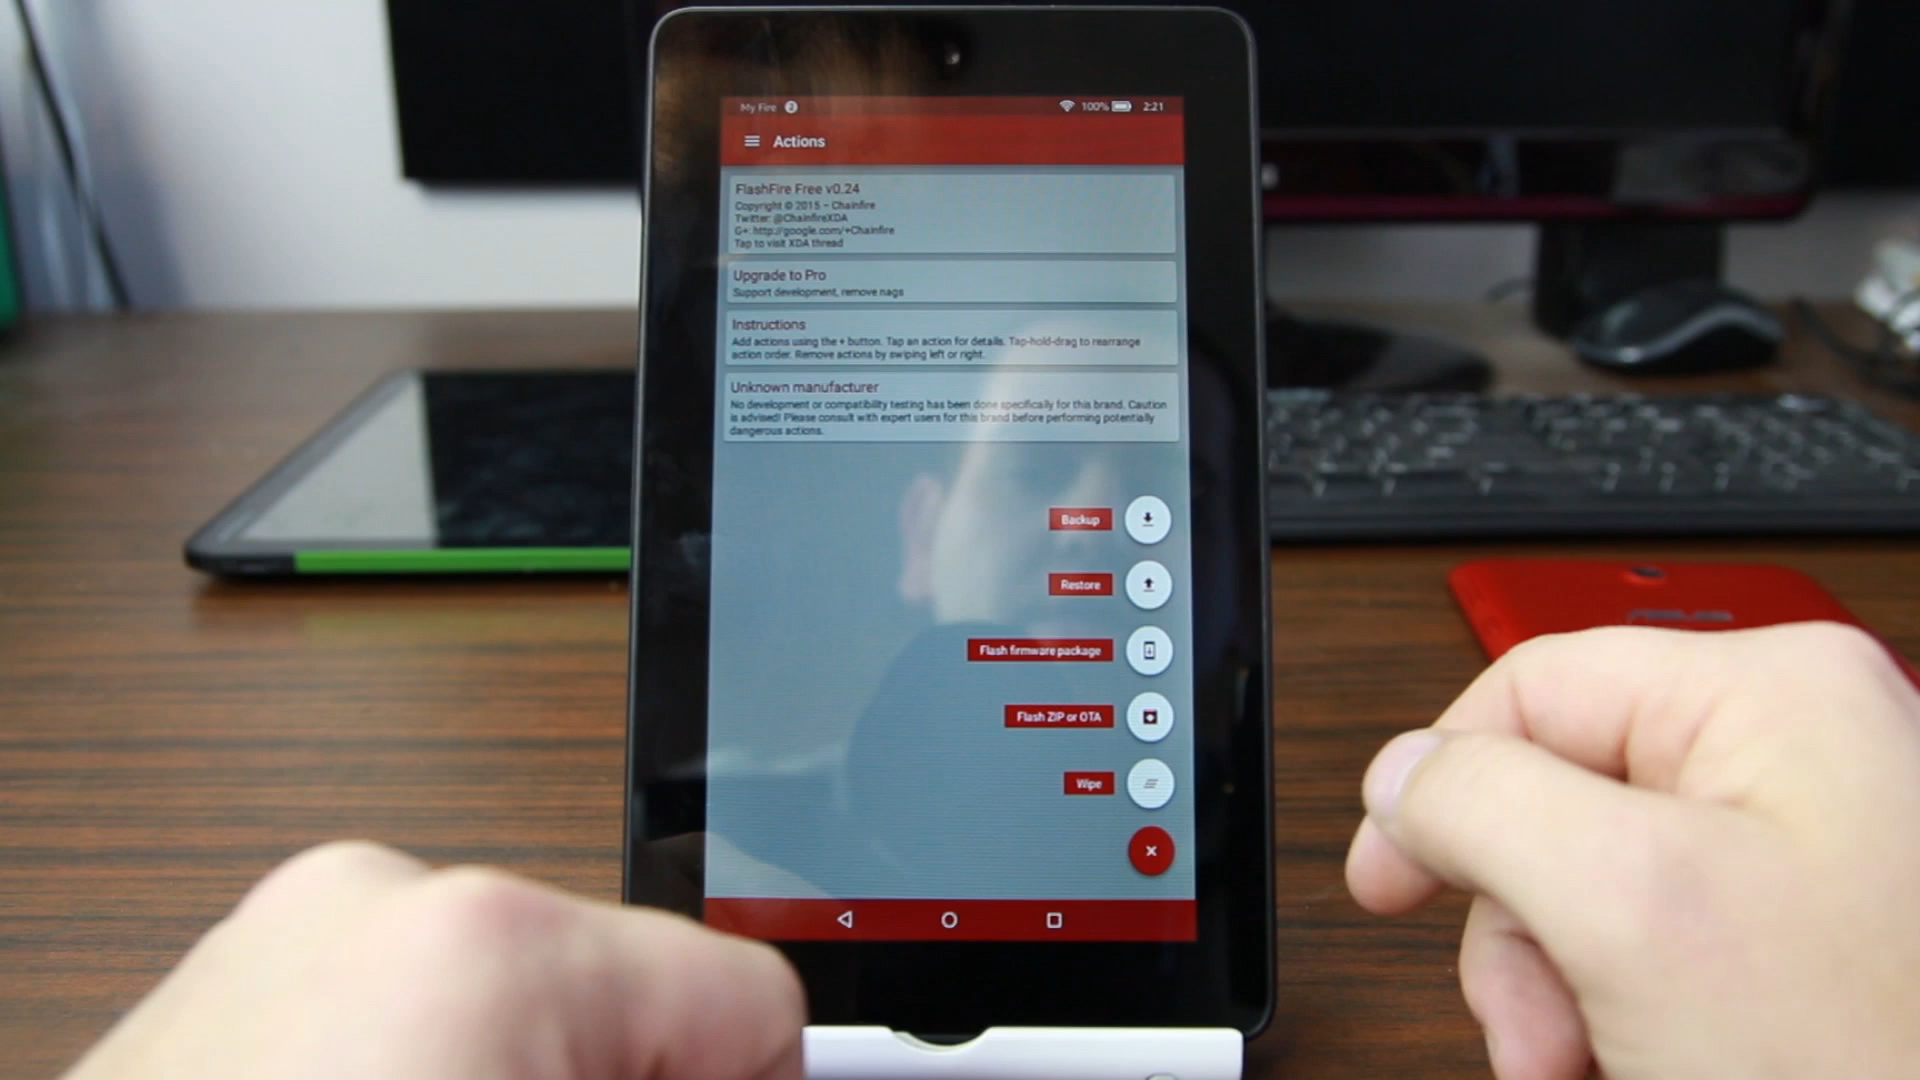 My Fire 2 100% 2:21
Actions
FlashFire Free v0.24
Copyright © 2015 – Chainfire
Twitter: @ChainfireXDA
G+: http://google.com/+Chainfire
Tap to visit XDA thread
Upgrade to Pro
Support development, remove nags
Instructions
Add actions using the + button. Tap an action for details. Tap-hold-drag to rearrange
action order. Remove actions by swiping left or right.
Unknown manufacturer
No development or compatibility testing has been done specifically for this brand. Caution
is advised! Please consult with expert users for this brand before performing potentially
dangerous actions.
Backup
Restore
Flash firmware package
Flash ZIP or OTA
Wipe
ASUS